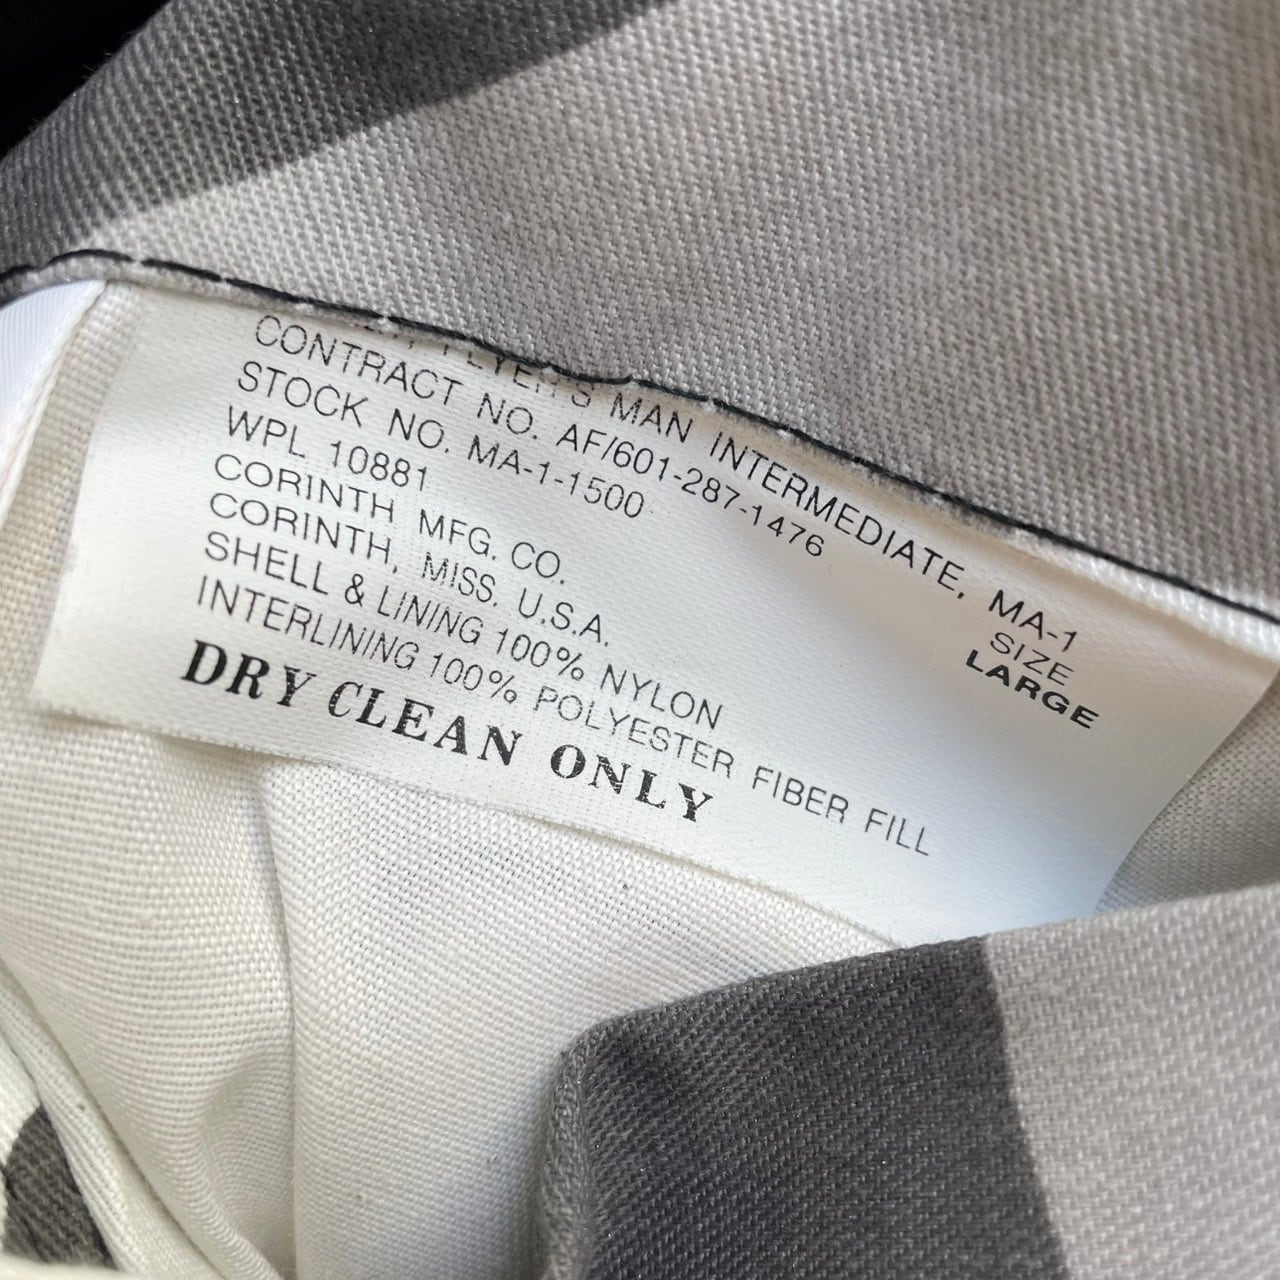 MAN INTERMEDIATE, MA-1
CONTRACT NO. AF/601-287-1476
STOCK NO. MA-1-1500
SIZE
LARGE
WPL 10881
CORINTH MFG. CO.
CORINTH, MISS. U.S.A.
SHELL & LINING 100% NYLON
INTERLINING 100% POLYESTER FIBER FILL
DRY CLEAN ONLY